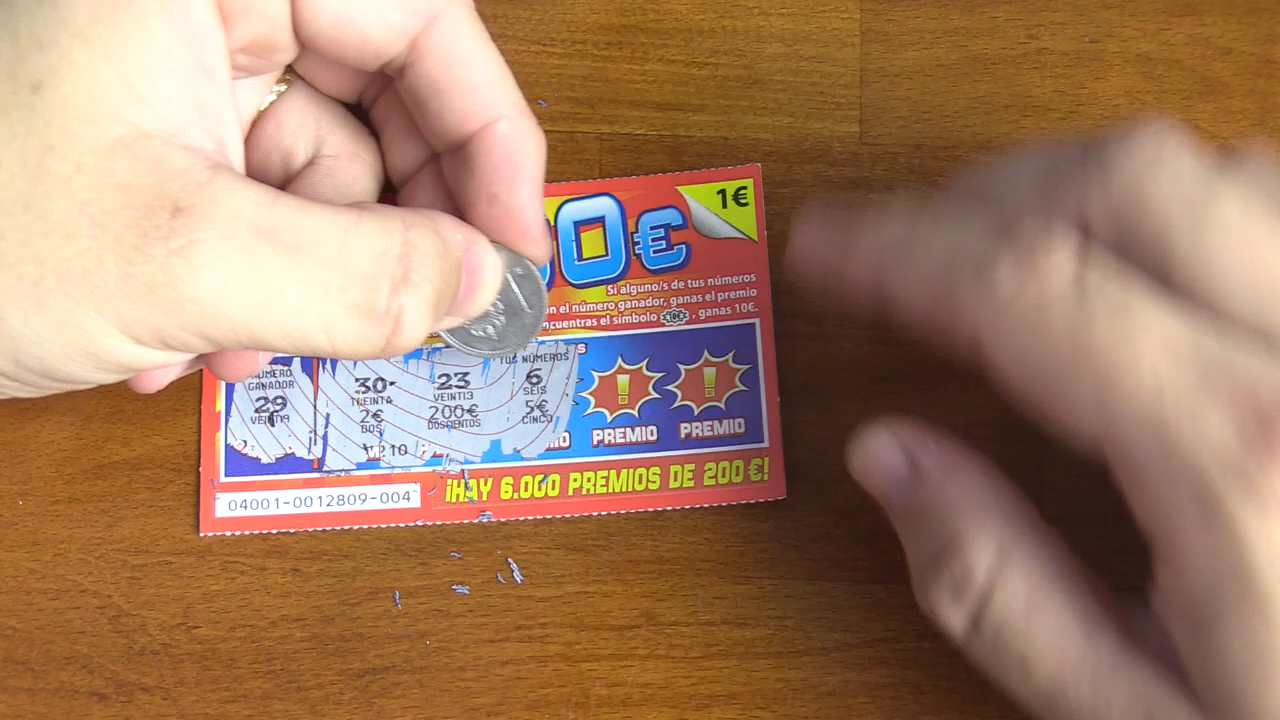 1€
0€
Si alguno/s de tus números
el número ganador, ganas el premio
el símbolo 10€, ganas 10€.
NÚMERO
GANADOR
29
VEINTI9
TUS NÚMEROS
30
TREINTA
2€
DOS
23
VEINTI3
200€
DOSCIENTOS
6
SEIS
5€
CINCO
10
PREMIO
PREMIO
¡HAY 6.000 PREMIOS DE 200€!
04001-0012809-004